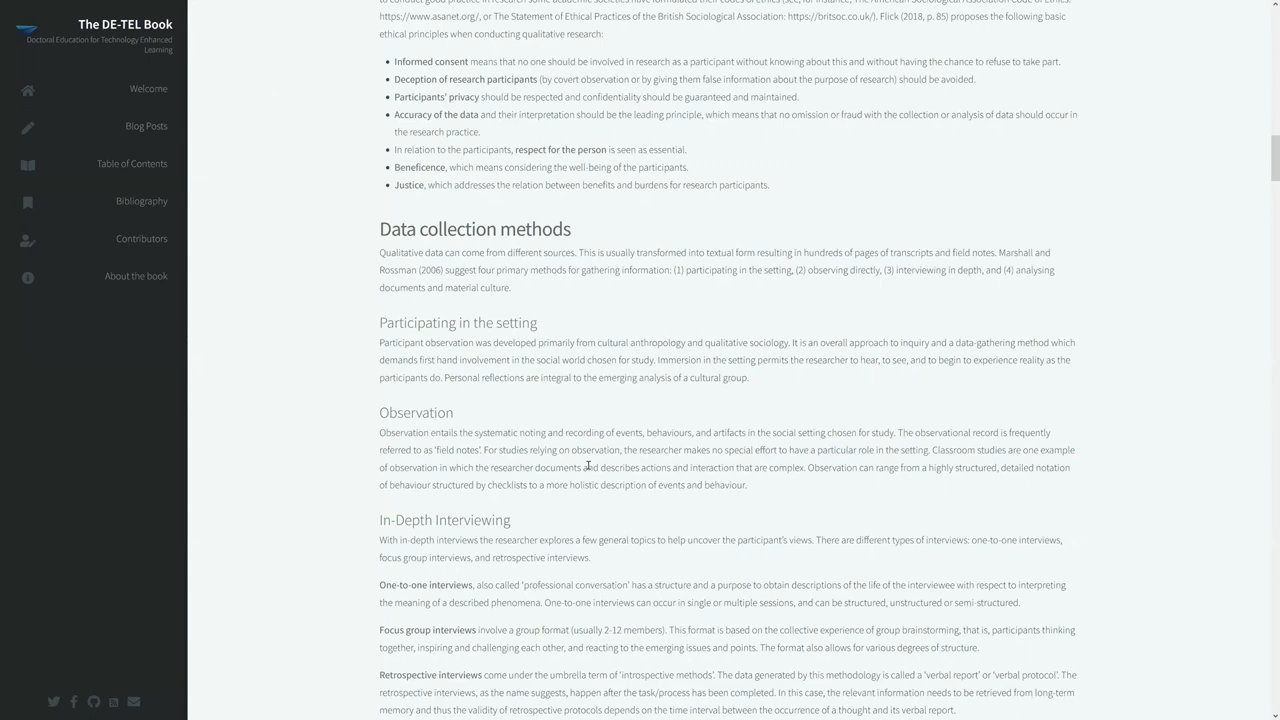 The DE-TEL Book
Doctoral Education for Technology Enhanced
Learning
Welcome
Blog Posts
Table of Contents
Bibliography
Contributors
About the book
https://www.asanet.org/, or The Statement of Ethical Practices of the British Sociological Association: https://britsoc.co.uk/). Flick (2018, p. 85) proposes the following basic
ethical principles when conducting qualitative research:
• Informed consent means that no one should be involved in research as a participant without knowing about this and without having the chance to refuse to take part.
• Deception of research participants (by covert observation or by giving them false information about the purpose of research) should be avoided.
• Participants' privacy should be respected and confidentiality should be guaranteed and maintained.
• Accuracy of the data and their interpretation should be the leading principle, which means that no omission or fraud with the collection or analysis of data should occur in
the research practice.
• In relation to the participants, respect for the person is seen as essential.
• Beneficence, which means considering the well-being of the participants.
• Justice, which addresses the relation between benefits and burdens for research participants.
Data collection methods
Qualitative data can come from different sources. This is usually transformed into textual form resulting in hundreds of pages of transcripts and field notes. Marshall and
Rossman (2006) suggest four primary methods for gathering information: (1) participating in the setting, (2) observing directly, (3) interviewing in depth, and (4) analysing
documents and material culture.
Participating in the setting
Participant observation was developed primarily from cultural anthropology and qualitative sociology. It is an overall approach to inquiry and a data-gathering method which
demands first hand involvement in the social world chosen for study. Immersion in the setting permits the researcher to hear, to see, and to begin to experience reality as the
participants do. Personal reflections are integral to the emerging analysis of a cultural group.
Observation
Observation entails the systematic noting and recording of events, behaviours, and artifacts in the social setting chosen for study. The observational record is frequently
referred to as 'field notes'. For studies relying on observation, the researcher makes no special effort to have a particular role in the setting. Classroom studies are one example
of observation in which the researcher documents and describes actions and interaction that are complex. Observation can range from a highly structured, detailed notation
of behaviour structured by checklists to a more holistic description of events and behaviour.
In-Depth Interviewing
With in-depth interviews the researcher explores a few general topics to help uncover the participant's views. There are different types of interviews: one-to-one interviews,
focus group interviews, and retrospective interviews.
One-to-one interviews, also called 'professional conversation' has a structure and a purpose to obtain descriptions of the life of the interviewee with respect to interpreting
the meaning of a described phenomena. One-to-one interviews can occur in single or multiple sessions, and can be structured, unstructured or semi-structured.
Focus group interviews involve a group format (usually 2-12 members). This format is based on the collective experience of group brainstorming, that is, participants thinking
together, inspiring and challenging each other, and reacting to the emerging issues and points. The format also allows for various degrees of structure.
Retrospective interviews come under the umbrella term of 'introspective methods'. The data generated by this methodology is called a 'verbal report' or 'verbal protocol'. The
retrospective interviews, as the name suggests, happen after the task/process has been completed. In this case, the relevant information needs to be retrieved from long-term
memory and thus the validity of retrospective protocols depends on the time interval between the occurrence of a thought and its verbal report.